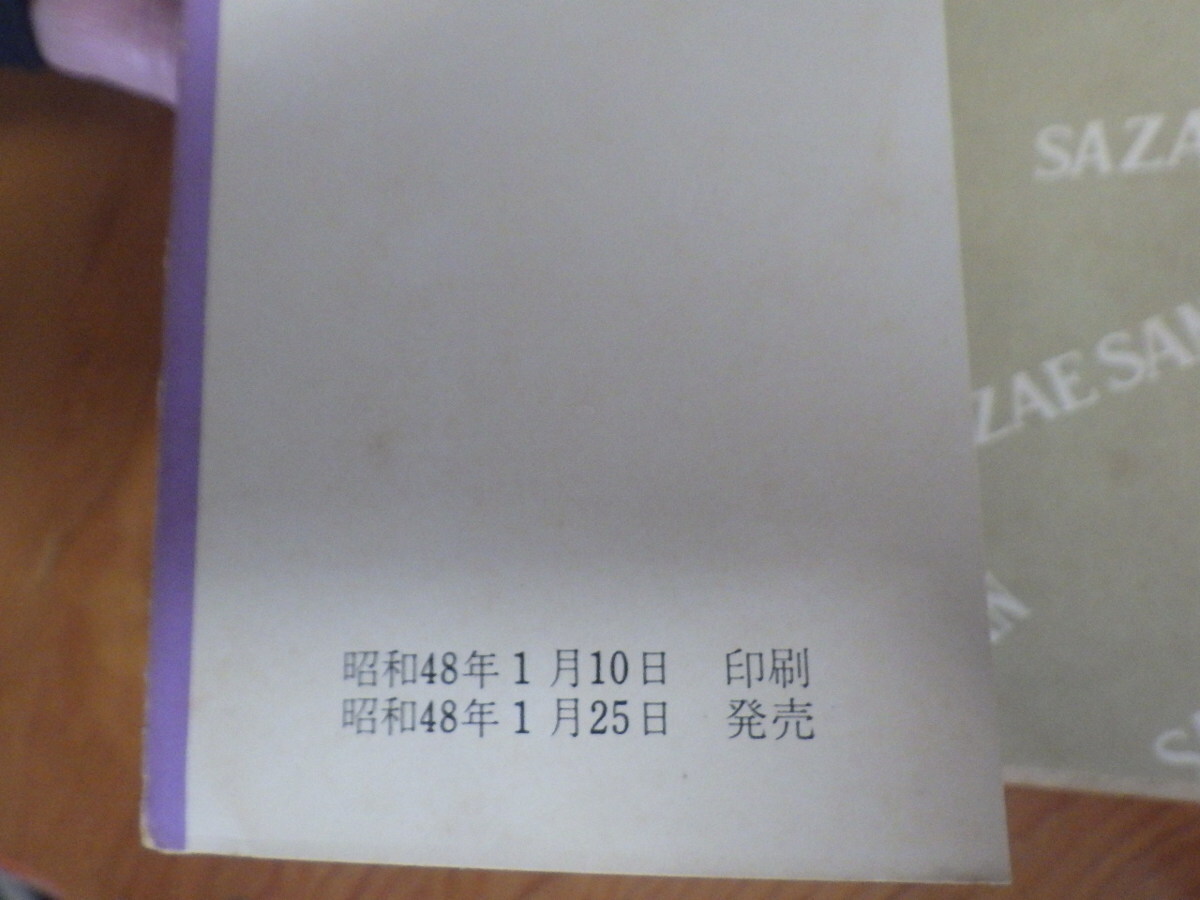 昭和48年1月10日 印刷
昭和48年1月25日 発売
SAZA
ZAE SAN